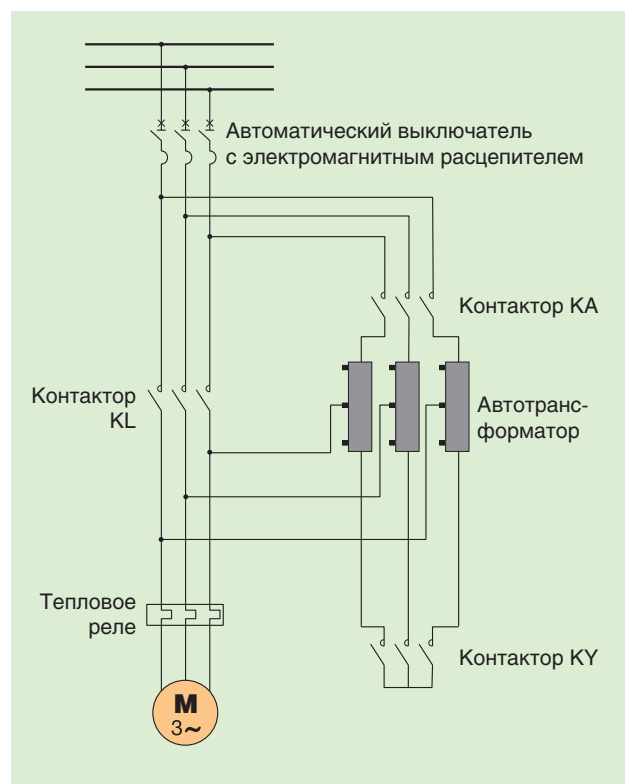 Автоматический выключатель
с электромагнитным расцепителем
Контактор KA
Контактор
KL
Автотранс-
форматор
Тепловое
реле
Контактор KY
M
3~